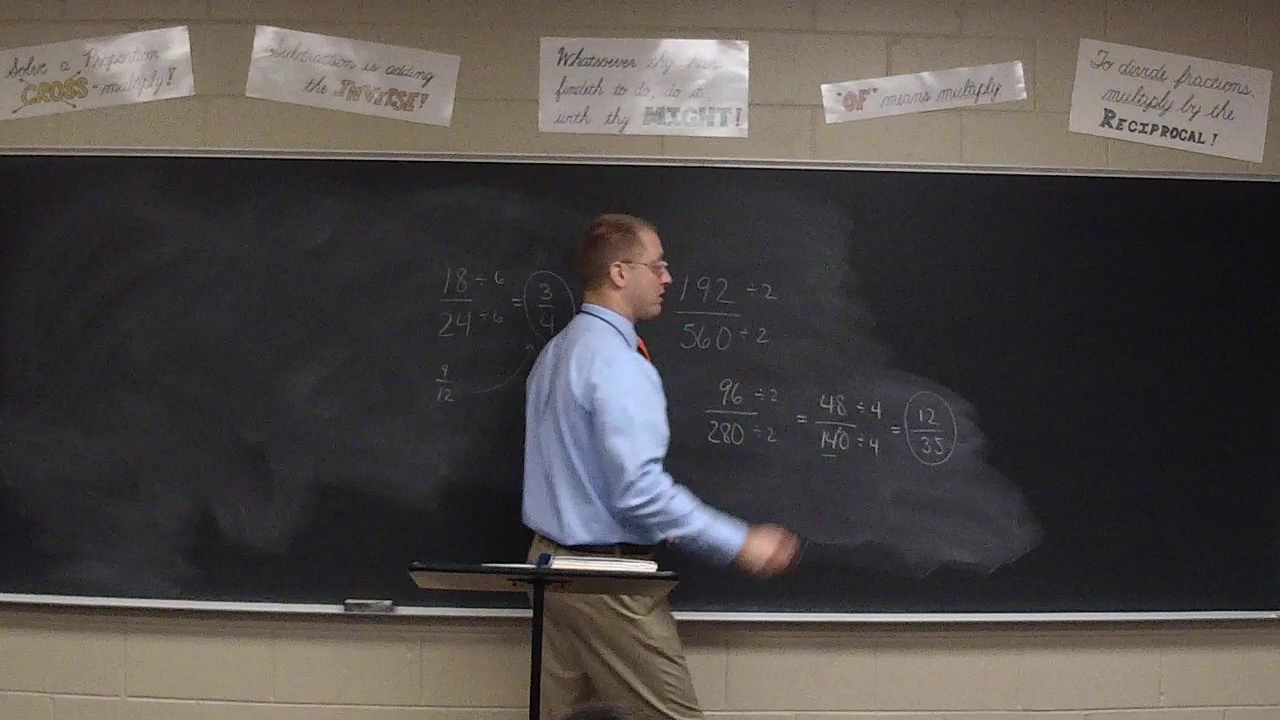 Solve a Proportion
CROSS-multiply!
Subtraction is adding
the INVERSE!
Whatsoever thy
findeth to do, do it
with thy MIGHT!
"OF" means multiply
To divide fractions,
multiply by the
RECIPROCAL!
18 ÷ 6 = 3
24 ÷ 6 4
9
12
192 ÷ 2
560 ÷ 2
96 ÷ 2 = 48 ÷ 4 = 12
280 ÷ 2 140 ÷ 4 35